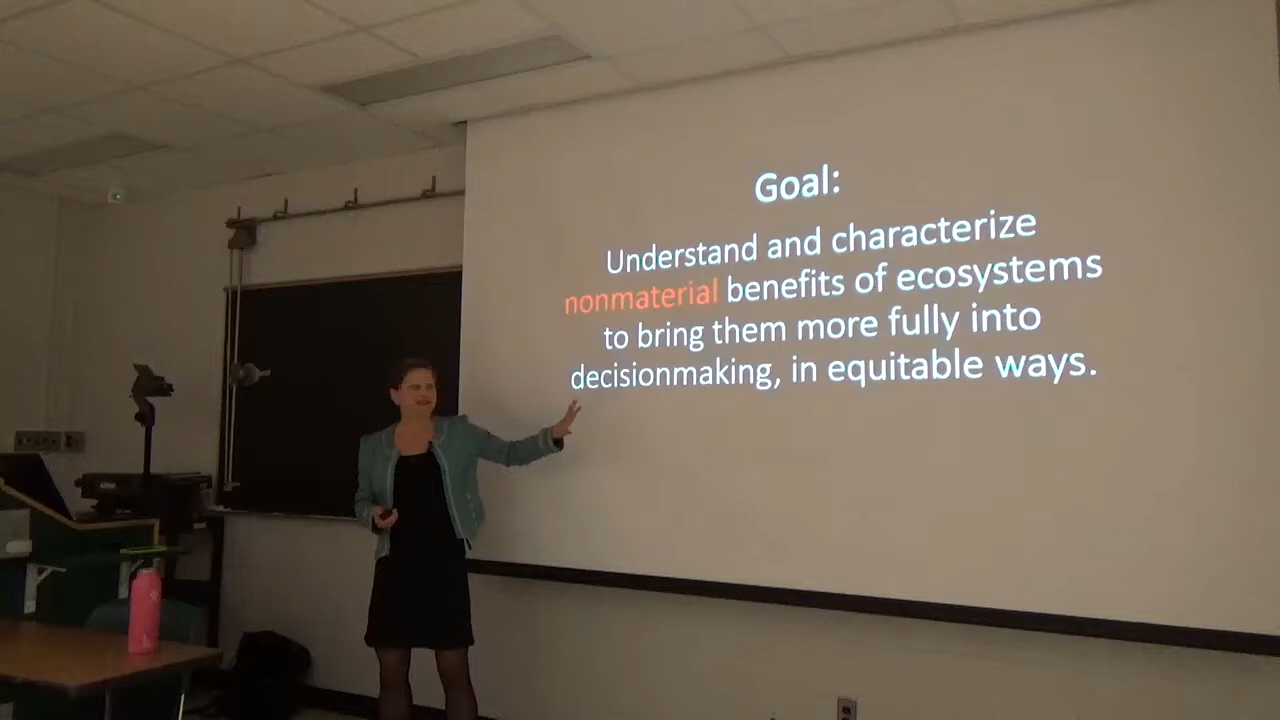 Goal:
Understand and characterize
nonmaterial benefits of ecosystems
to bring them more fully into
decisionmaking, in equitable ways.